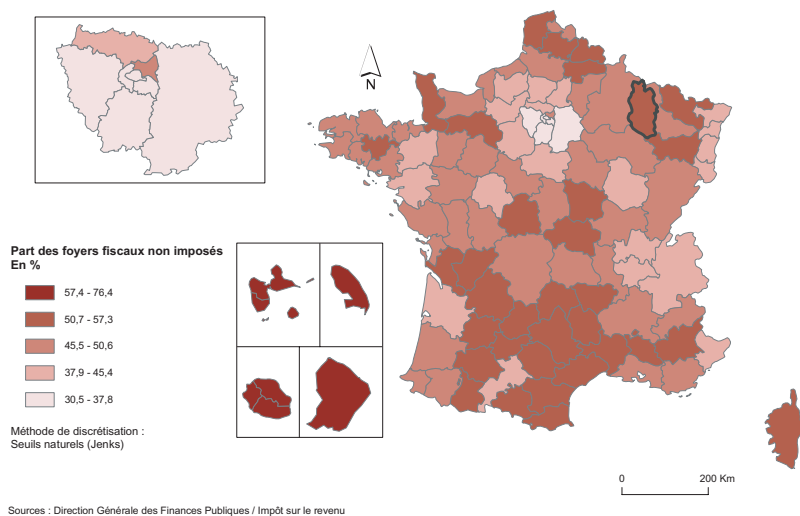 N
Part des foyers fiscaux non imposés
En %
57,4 - 76,4
50,7 - 57,3
45,5 - 50,6
37,9 - 45,4
30,5 - 37,8
Méthode de discrétisation :
Seuils naturels (Jenks)
0 200 Km
Sources : Direction Générale des Finances Publiques / Impôt sur le revenu